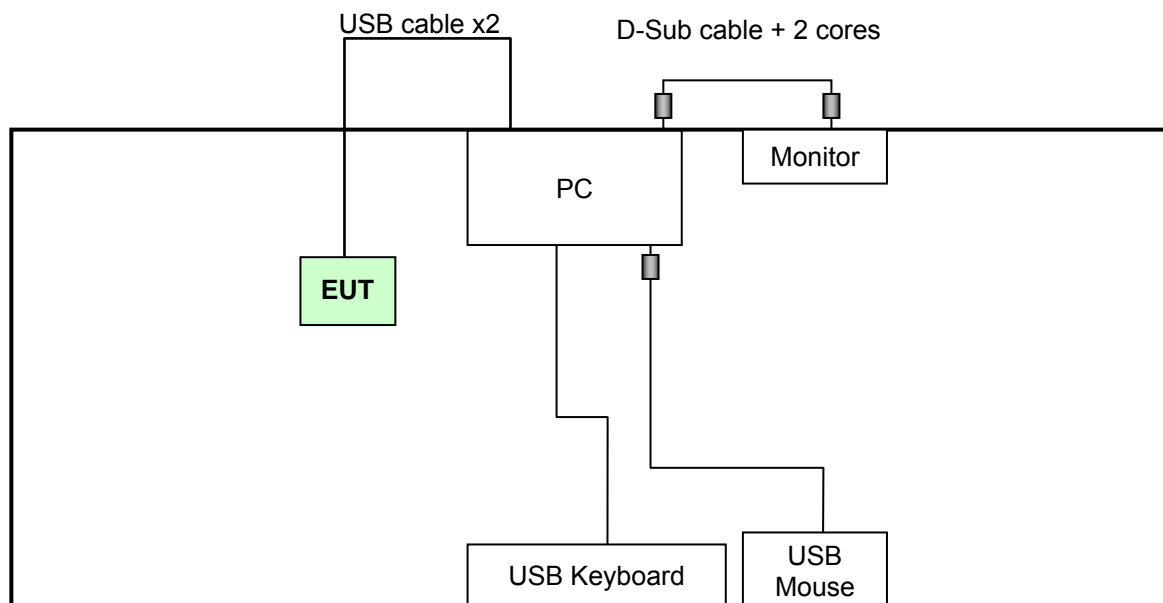 USB cable x2
D-Sub cable + 2 cores
Monitor
PC
EUT
USB Keyboard
USB
Mouse